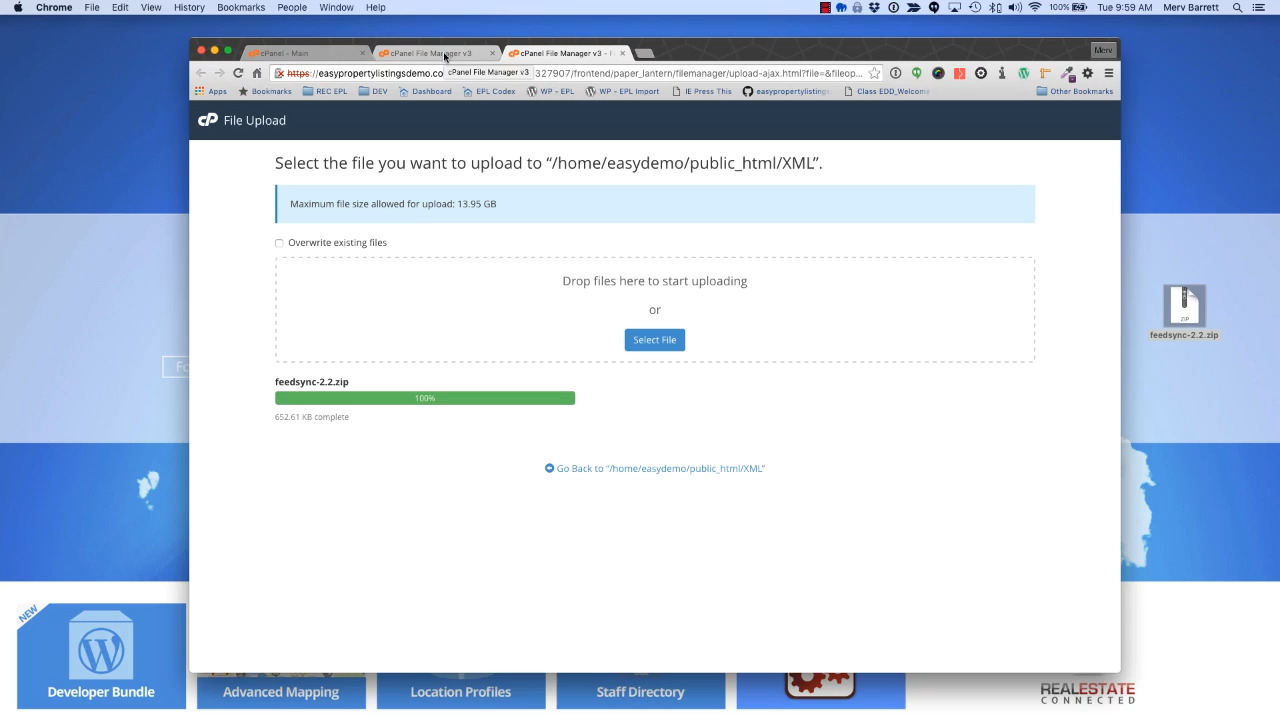 Chrome File Edit View History Bookmarks People Window Help 100% Tue 9:59 AM Merv Barrett
cPanel - Main cPanel File Manager v3 cPanel File Manager v3 - F Merv
https://easypropertylistingsdemo.co 327907/frontend/paper_lantern/filemanager/upload-ajax.html?file=&fileop...
cPanel File Manager v3
Apps Bookmarks REC EPL DEV Dashboard EPL Codex WP - EPL WP - EPL Import IE Press This easypropertylistings Class EDD_Welcome Other Bookmarks
cP File Upload
Select the file you want to upload to “/home/easydemo/public_html/XML”.
Maximum file size allowed for upload: 13.95 GB
Overwrite existing files
Drop files here to start uploading
or
Select File
feedsync-2.2.zip
100%
652.61 KB complete
Go Back to “/home/easydemo/public_html/XML”
ZIP
feedsync-2.2.zip
Fo
NEW
Developer Bundle
Advanced Mapping
Location Profiles
Staff Directory
REALESTATE
CONNECTED